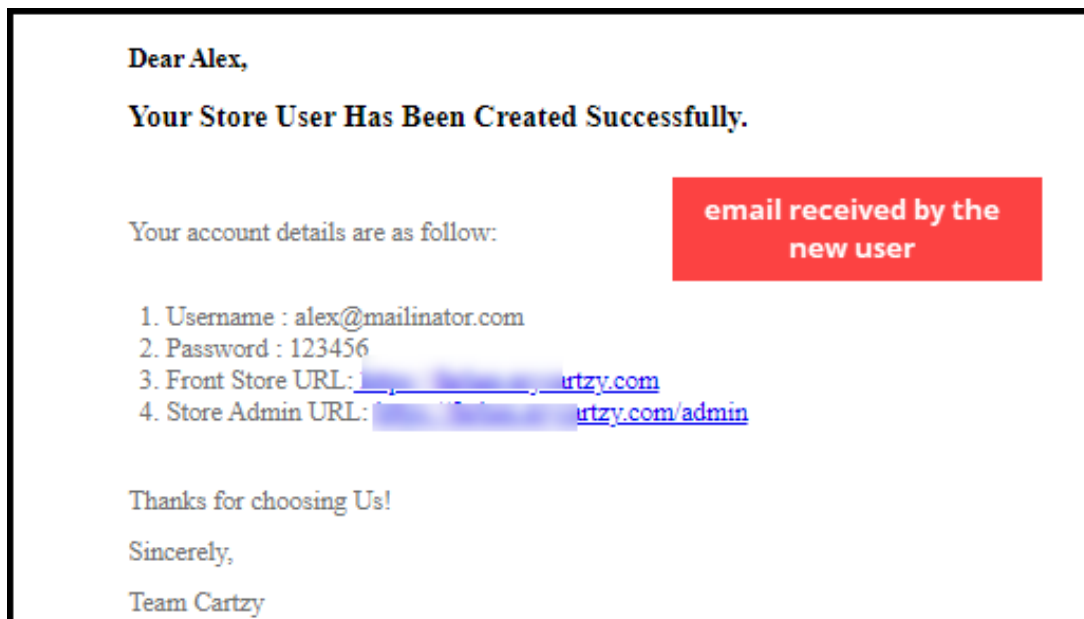 Dear Alex,
Your Store User Has Been Created Successfully.
email received by the
new user
Your account details are as follow:
1. Username : alex@mailinator.com
2. Password : 123456
3. Front Store URL: artzy.com
4. Store Admin URL: artzy.com/admin
Thanks for choosing Us!
Sincerely,
Team Cartzy